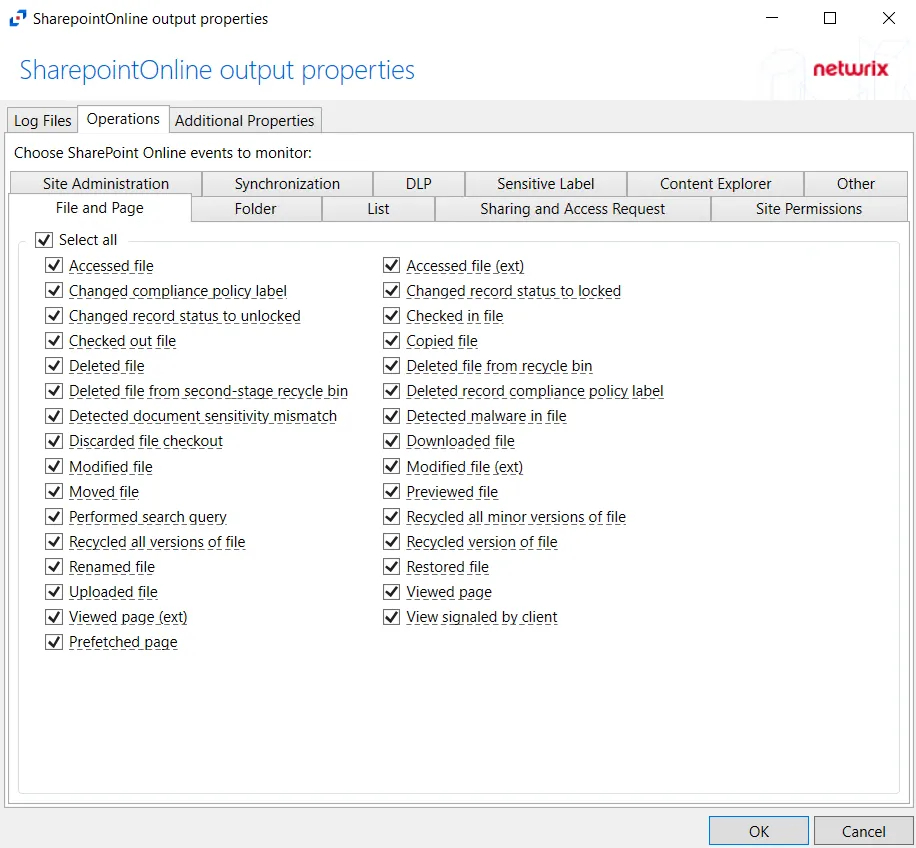 SharepointOnline output properties
SharepointOnline output properties
netwrix
Log Files Operations Additional Properties
Choose SharePoint Online events to monitor:
Site Administration Synchronization DLP Sensitive Label Content Explorer Other
File and Page Folder List Sharing and Access Request Site Permissions
Select all
Accessed file Accessed file (ext)
Changed compliance policy label Changed record status to locked
Changed record status to unlocked Checked in file
Checked out file Copied file
Deleted file Deleted file from recycle bin
Deleted file from second-stage recycle bin Deleted record compliance policy label
Detected document sensitivity mismatch Detected malware in file
Discarded file checkout Downloaded file
Modified file Modified file (ext)
Moved file Previewed file
Performed search query Recycled all minor versions of file
Recycled all versions of file Recycled version of file
Renamed file Restored file
Uploaded file Viewed page
Viewed page (ext) View signaled by client
Prefetched page
OK Cancel